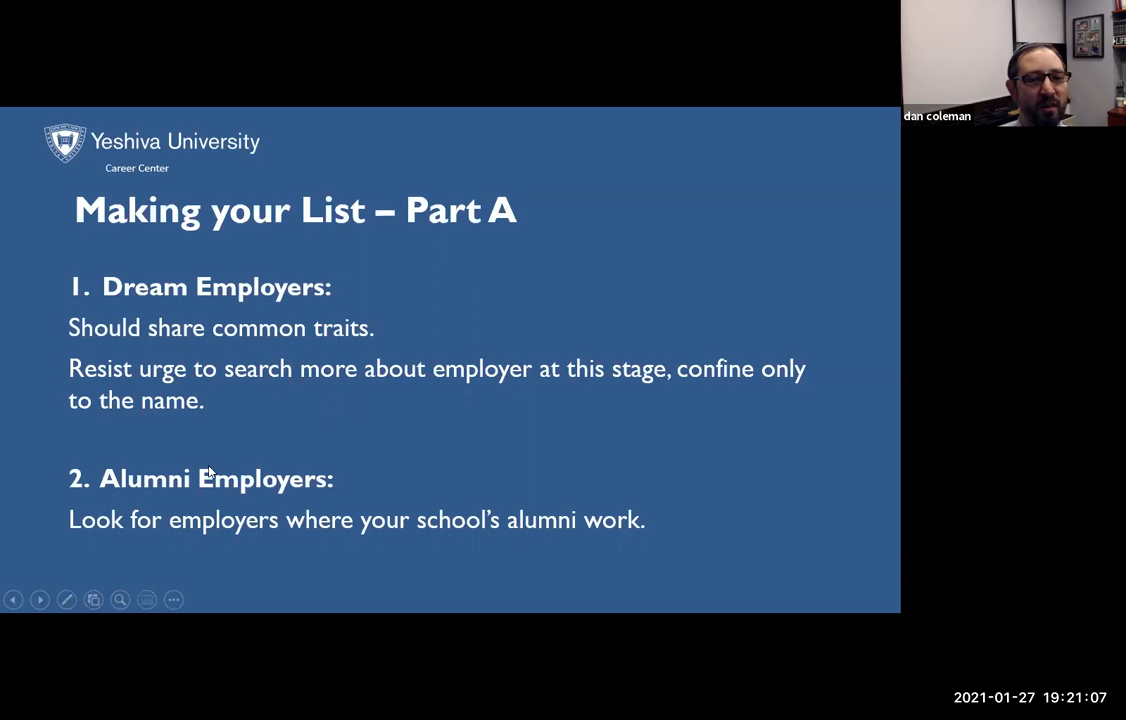 Yeshiva University
Career Center
Making your List – Part A
1. Dream Employers:
Should share common traits.
Resist urge to search more about employer at this stage, confine only
to the name.
2. Alumni Employers:
Look for employers where your school’s alumni work.
dan coleman
2021-01-27 19:21:07